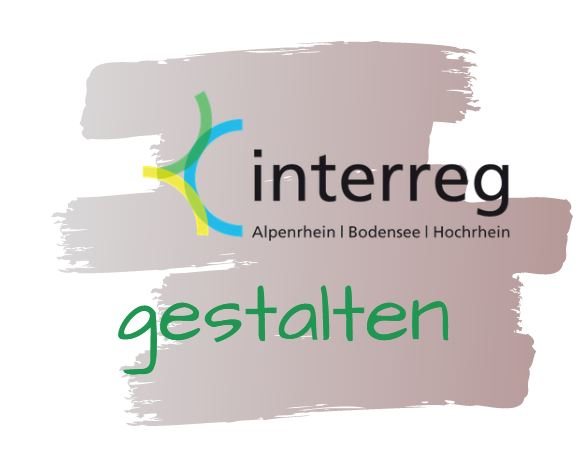 interreg
Alpenrhein | Bodensee | Hochrhein
gestalten